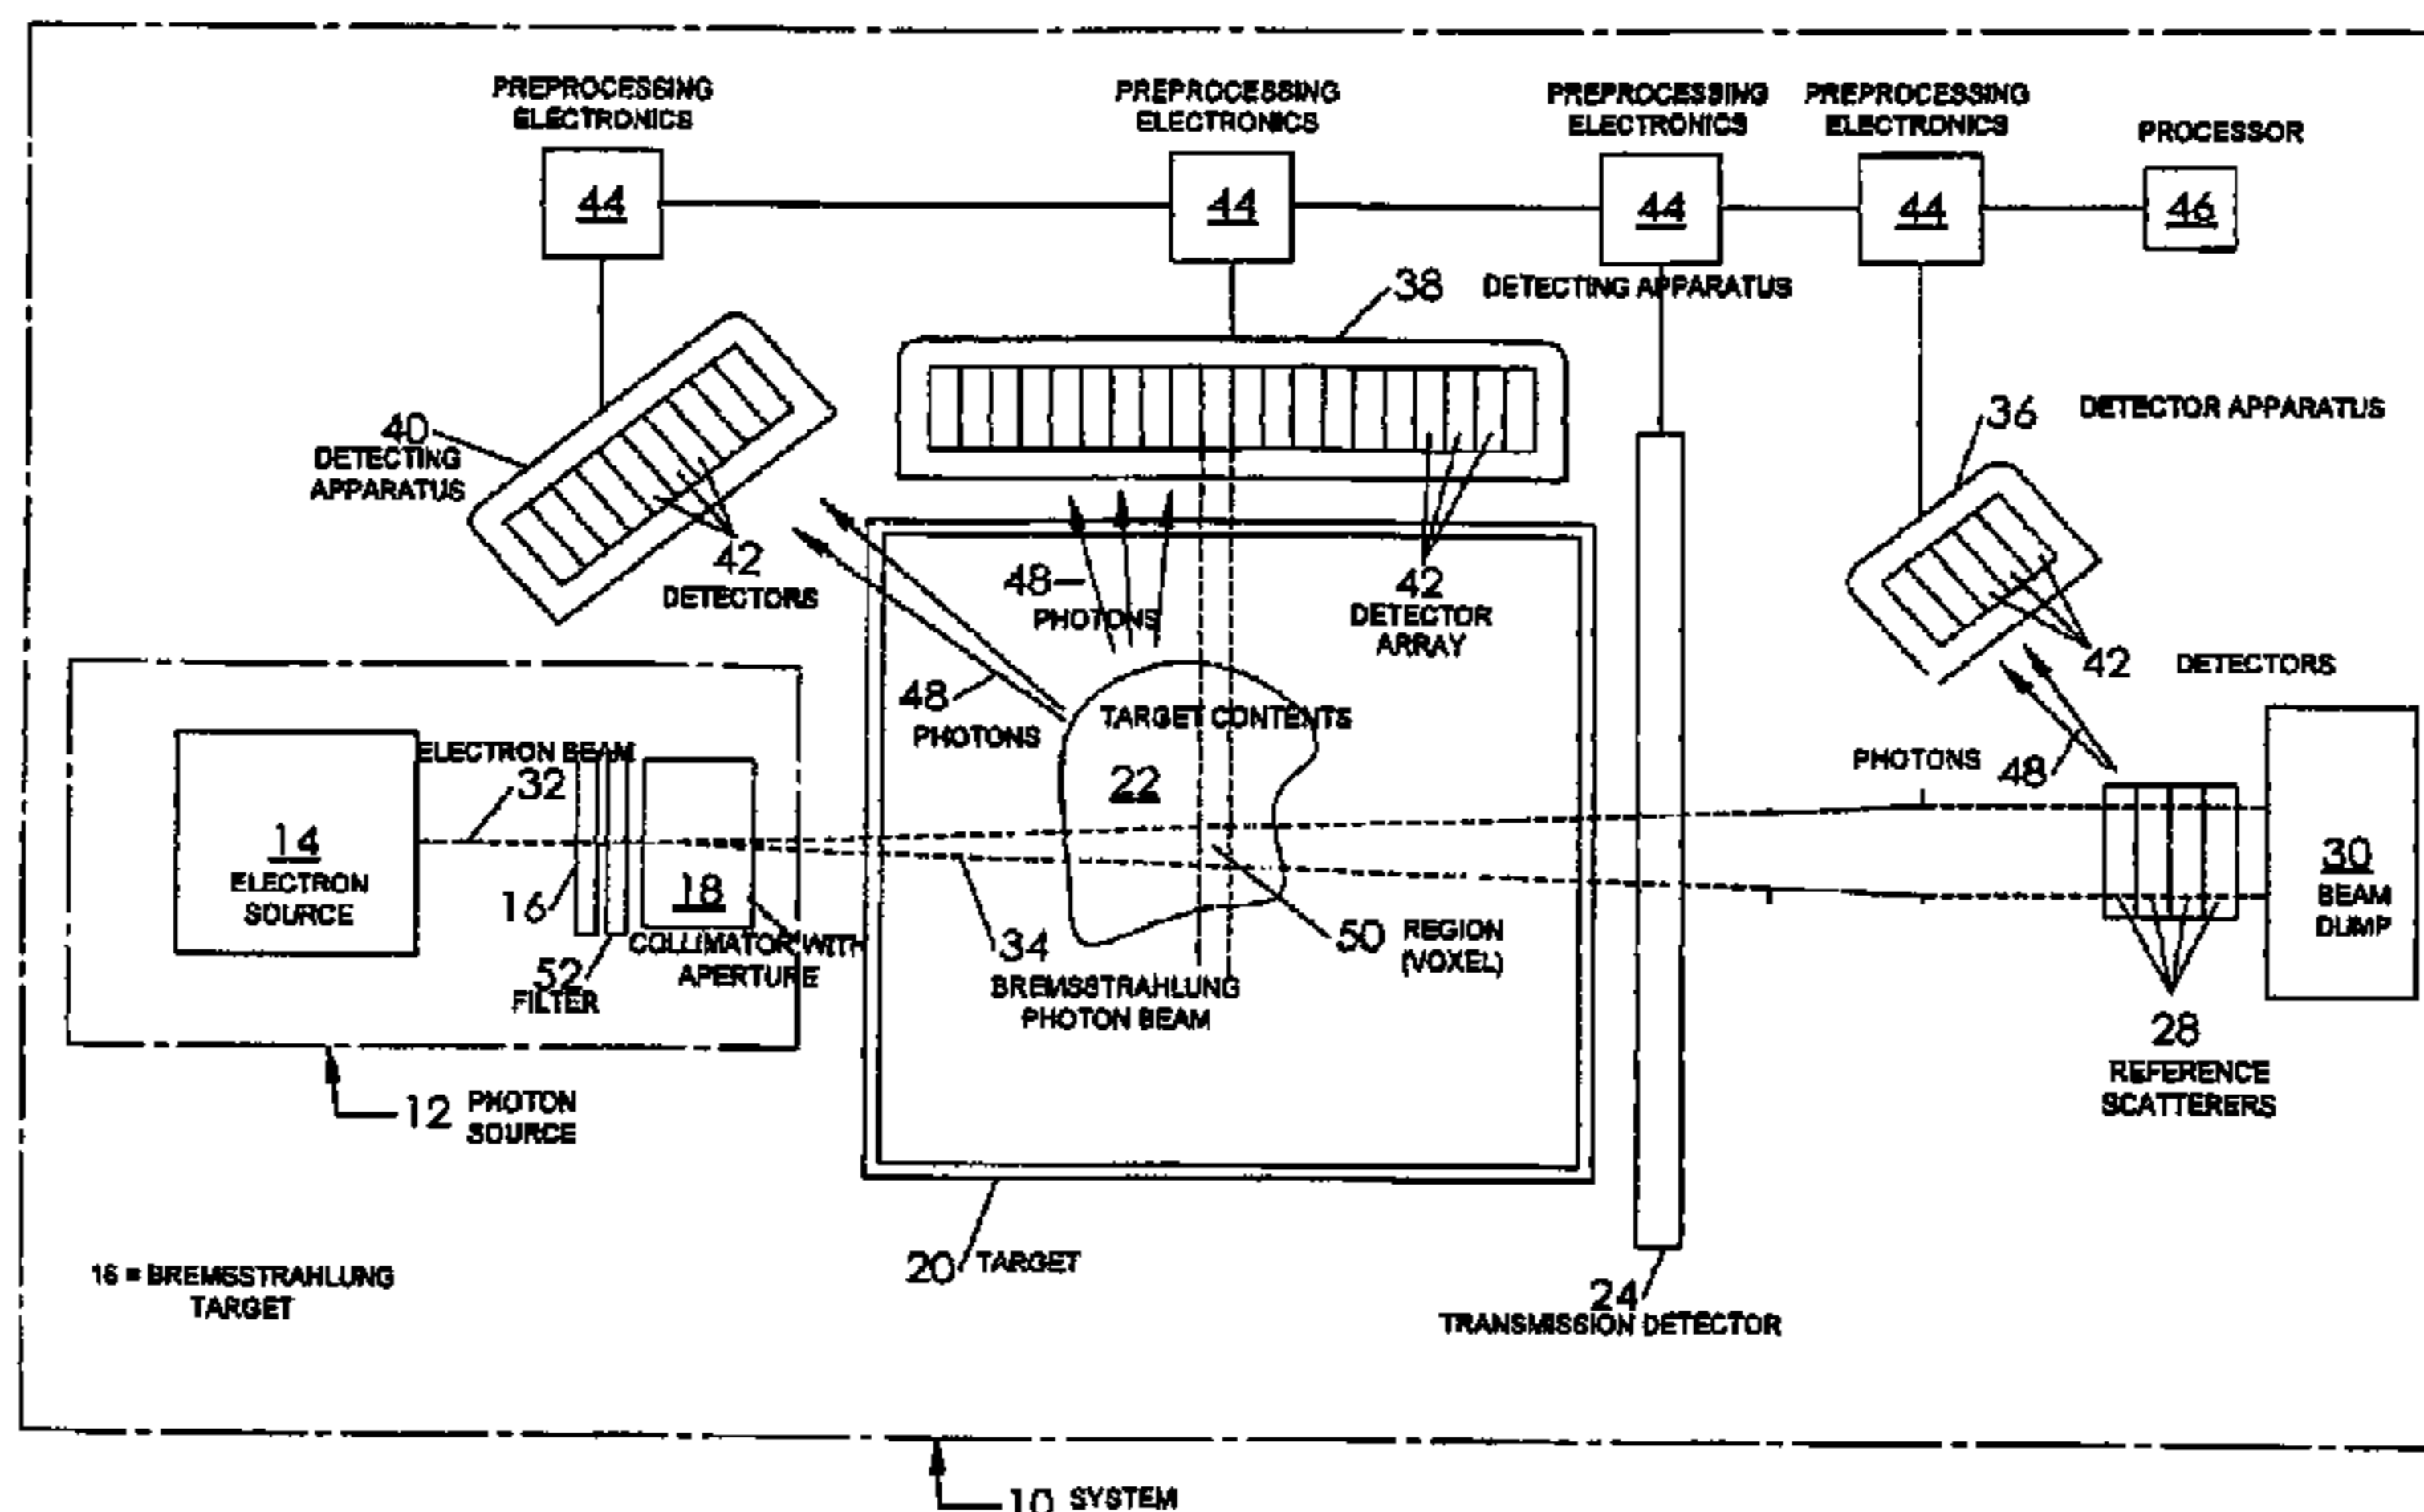 PREPROCESSING
ELECTRONICS
PREPROCESSING
ELECTRONICS
PREPROCESSING
ELECTRONICS
PREPROCESSING
ELECTRONICS
PROCESSOR
44
44
44
44
46
38
DETECTING APPARATUS
40
DETECTING
APPARATUS
36
DETECTOR APPARATUS
42
DETECTORS
48
PHOTONS
42
DETECTOR
ARRAY
42
DETECTORS
48
PHOTONS
TARGET CONTENTS
22
ELECTRON BEAM
32
PHOTONS
48
14
ELECTRON
SOURCE
16
18
52
FILTER
COLLIMATOR WITH
APERTURE
34
BREMSSTRAHLUNG
PHOTON BEAM
50
REGION
(VOXEL)
30
BEAM
DUMP
28
REFERENCE
SCATTERERS
12
PHOTON
SOURCE
20
TARGET
24
TRANSMISSION DETECTOR
16 = BREMSSTRAHLUNG
TARGET
10
SYSTEM